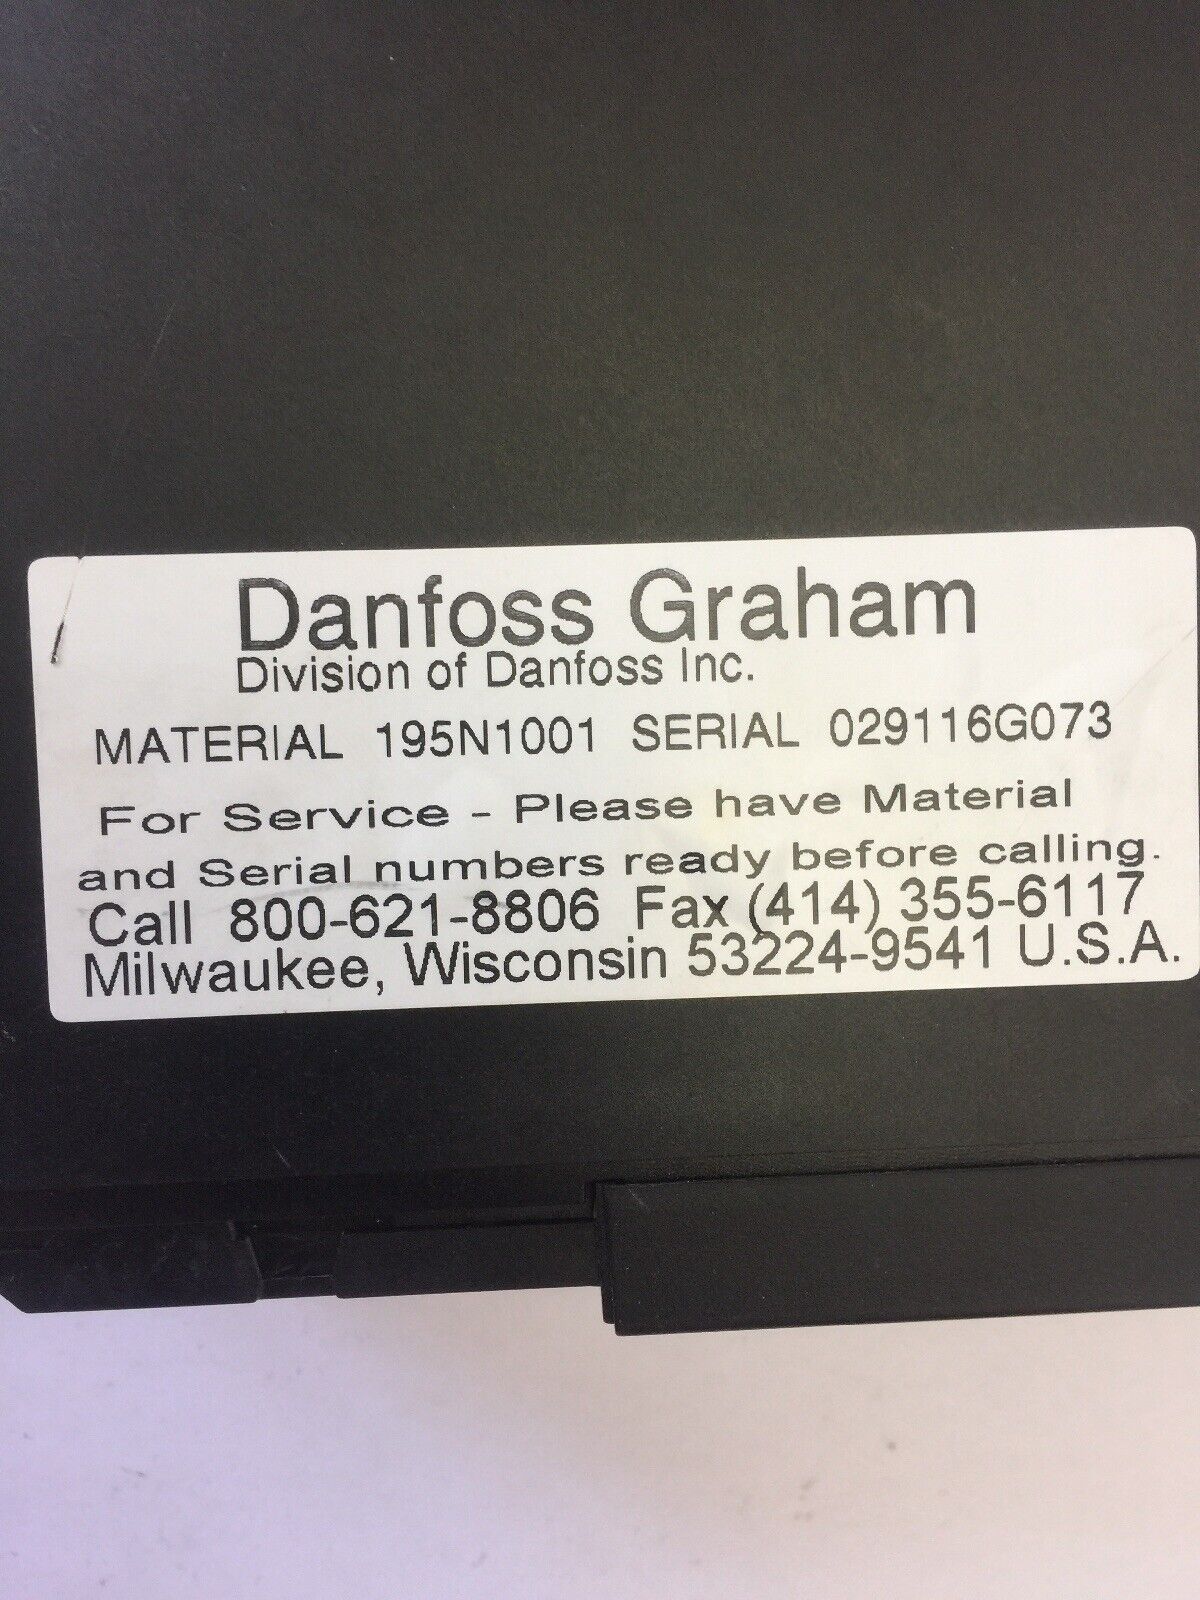 Danfoss Graham
Division of Danfoss Inc.
MATERIAL 195N1001 SERIAL 029116G073
For Service - Please have Material
and Serial numbers ready before calling.
Call 800-621-8806 Fax (414) 355-6117
Milwaukee, Wisconsin 53224-9541 U.S.A.